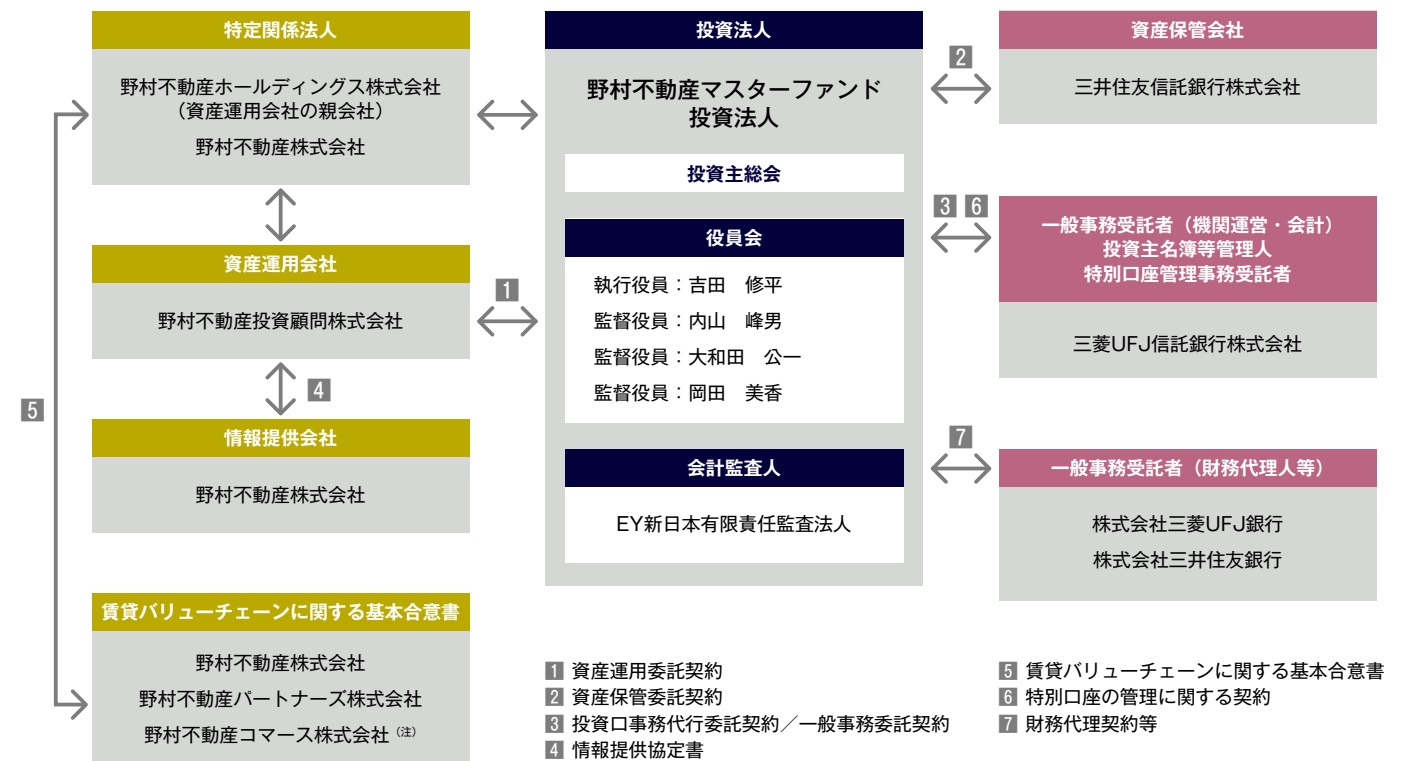 特定関係法人
野村不動産ホールディングス株式会社
（資産運用会社の親会社）
野村不動産株式会社
資産運用会社
野村不動産投資顧問株式会社
4
情報提供会社
野村不動産株式会社
5
賃貸バリューチェーンに関する基本合意書
野村不動産株式会社
野村不動産パートナーズ株式会社
野村不動産コマース株式会社（注）
1
投資法人
野村不動産マスターファンド
投資法人
投資主総会
役員会
執行役員：吉田　修平
監督役員：内山　峰男
監督役員：大和田　公一
監督役員：岡田　美香
会計監査人
EY新日本有限責任監査法人
2
資産保管会社
三井住友信託銀行株式会社
3 6
一般事務受託者（機関運営・会計）
投資主名簿等管理人
特別口座管理事務受託者
三菱UFJ信託銀行株式会社
7
一般事務受託者（財務代理人等）
株式会社三菱UFJ銀行
株式会社三井住友銀行
1 資産運用委託契約
2 資産保管委託契約
3 投資口事務代行委託契約／一般事務委託契約
4 情報提供協定書
5 賃貸バリューチェーンに関する基本合意書
6 特別口座の管理に関する契約
7 財務代理契約等